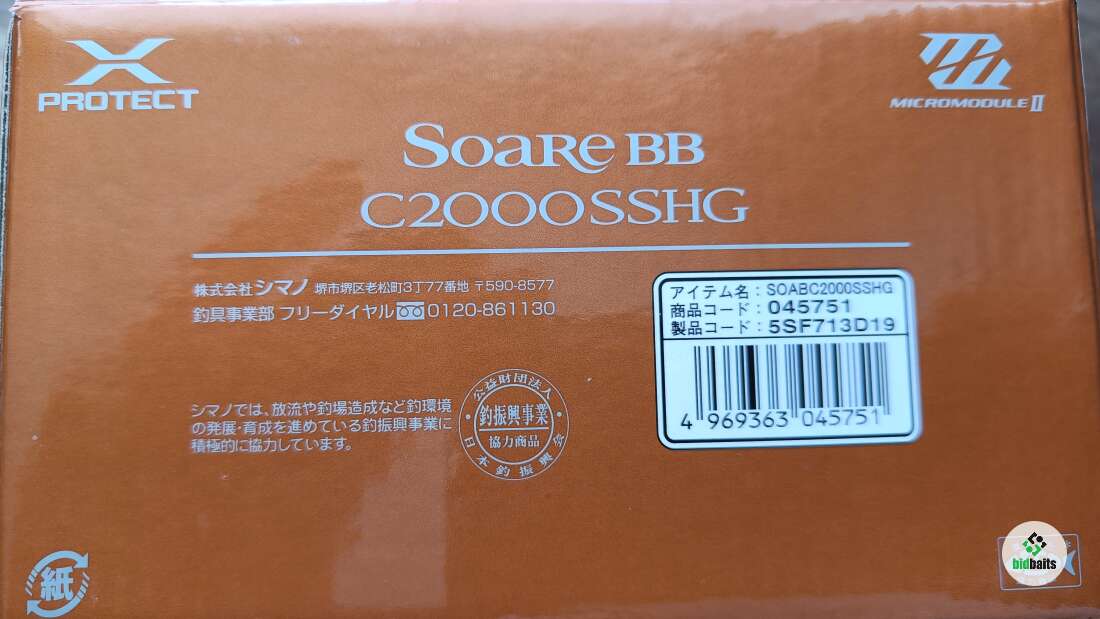 X
PROTECT
MICROMODULE II
SOARE BB
C2000SSHG
株式会社シマノ 堺市堺区老松町3丁77番地 〒590-8577
釣具事業部 フリーダイヤル 0120-861130
アイテム名：SOABC2000SSHG
商品コード：045751
製品コード：5SF713D19
4 969363 045751
シマノでは、放流や釣場造成など釣環境
の発展・育成を進めている釣振興事業に
積極的に協力しています。
公益財団法人
釣振興事業
協力商品
日本釣振興会
紙
bidbaits